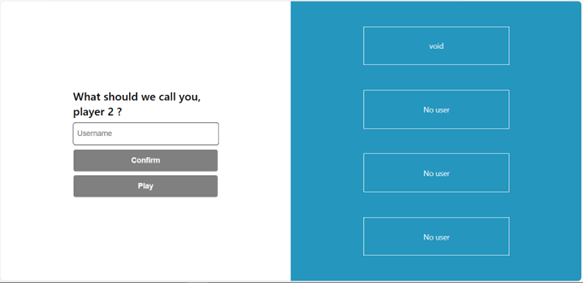 What should we call you,
player 2 ?
Username
Confirm
Play
void
No user
No user
No user